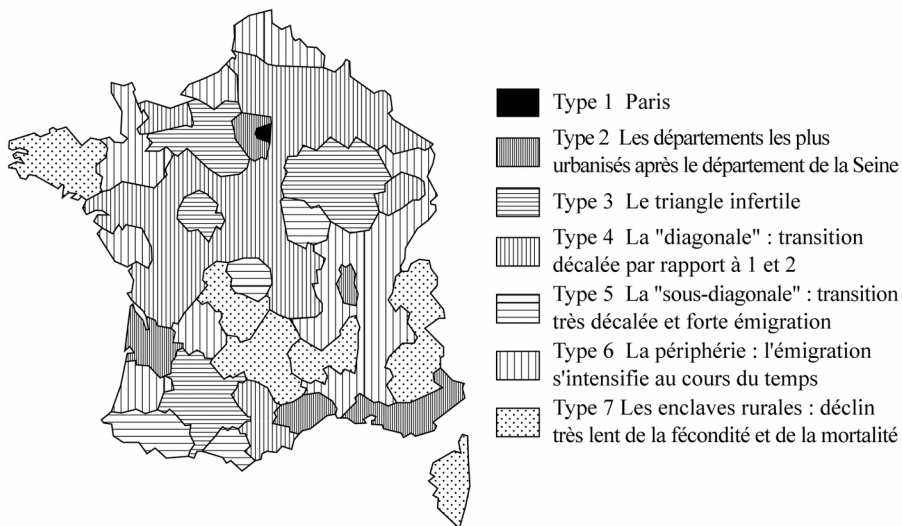 Type 1 Paris
Type 2 Les départements les plus
urbanisés après le département de la Seine
Type 3 Le triangle infertile
Type 4 La "diagonale" : transition
décalée par rapport à 1 et 2
Type 5 La "sous-diagonale" : transition
très décalée et forte émigration
Type 6 La périphérie : l'émigration
s'intensifie au cours du temps
Type 7 Les enclaves rurales : déclin
très lent de la fécondité et de la mortalité